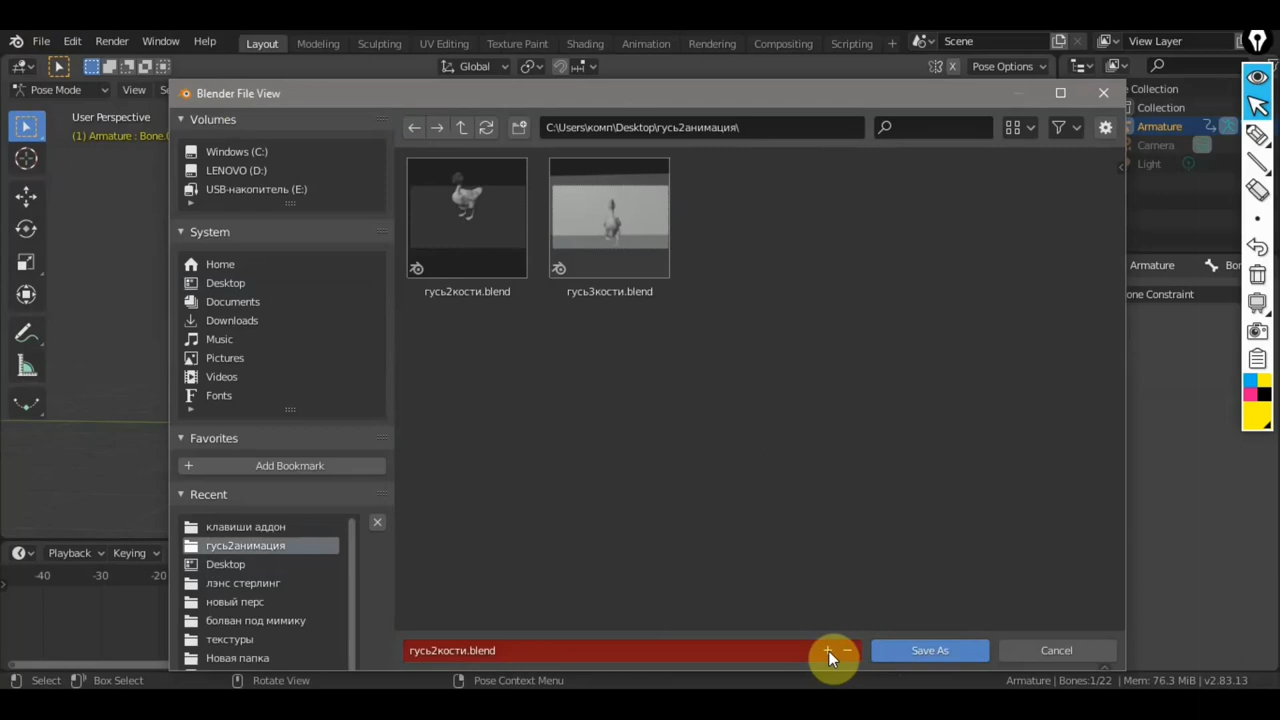 File Edit Render Window Help Layout Modeling Sculpting UV Editing Texture Paint Shading Animation Rendering Compositing Scripting + Scene View Layer
Global Pose Options
Pose Mode View
User Perspective
(1) Armature : Bone.
Blender File View
Volumes
Windows (C:)
LENOVO (D:)
USB-накопитель (E:)
System
Home
Desktop
Documents
Downloads
Music
Pictures
Videos
Fonts
Favorites
+ Add Bookmark
Recent
клавиши аддон
гусь2анимация
Desktop
лэнс стерлинг
новый перс
болван под мимику
текстуры
Новая папка
C:\Users\комп\Desktop\гусь2анимация\
гусь2кости.blend
гусь3кости.blend
гусь2кости.blend
Save As
Cancel
Collection
Collection
Armature
Camera
Light
Armature
one Constraint
Playback Keying
-40 -30 -20
Select Box Select Rotate View Pose Context Menu Armature | Bones:1/22 | Mem: 76.3 MiB | v2.83.13